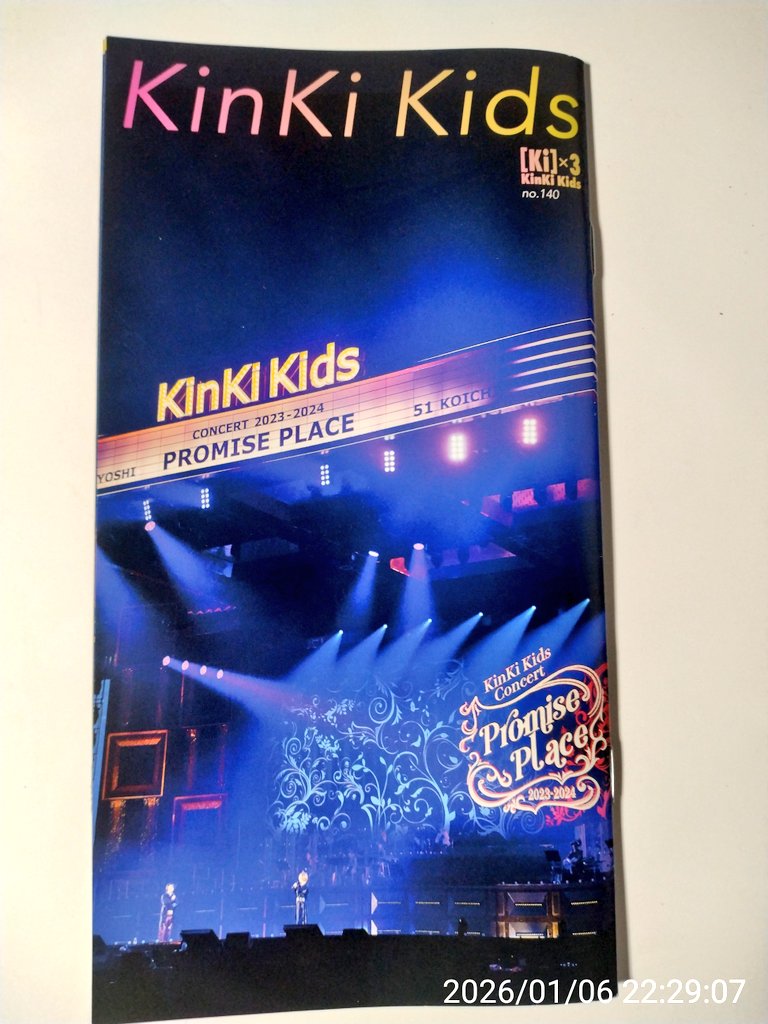 KinKi Kids
[Ki]×3
KinKi Kids
no.140
KinKi Kids
CONCERT 2023-2024
PROMISE PLACE
YOSHI
51 KOICH
KinKi Kids
Concert
Promise
Place
2023-2024
2026/01/06 22:29:07